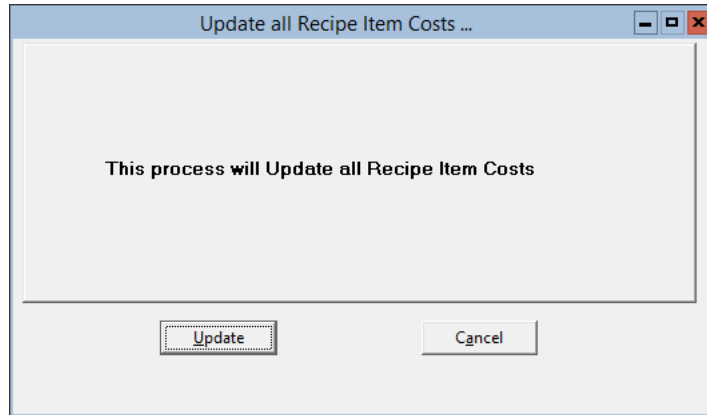 Update all Recipe Item Costs ...
This process will Update all Recipe Item Costs
Update
Cancel